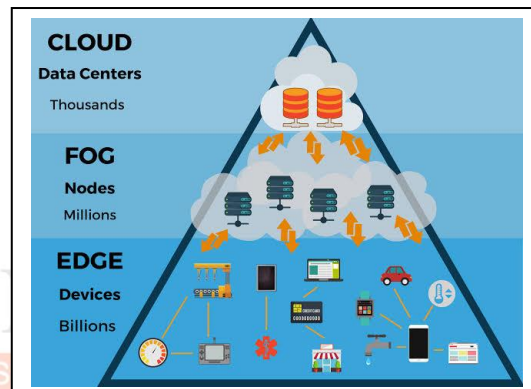 CLOUD
Data Centers
Thousands
FOG
Nodes
Millions
EDGE
Devices
Billions